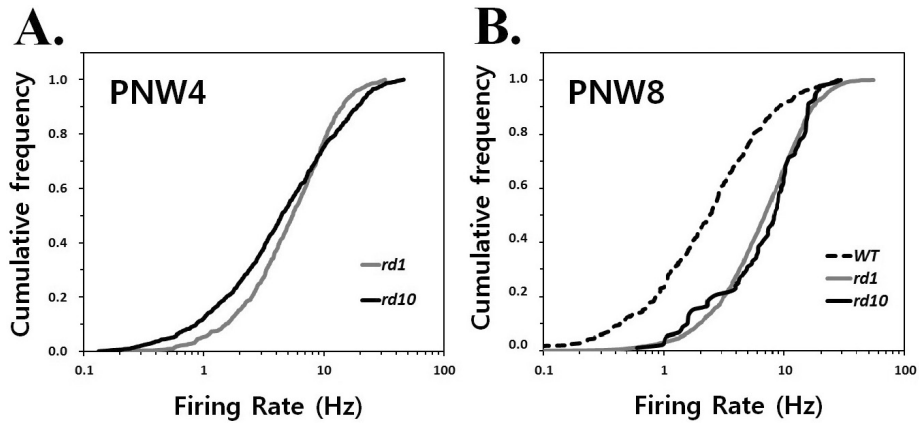 A.
Cumulative frequency
1.0
0.8
0.6
0.4
0.2
0.0
PNW4
rd1
rd10
0.1 1 10 100
Firing Rate (Hz)
B.
Cumulative frequency
1.0
0.8
0.6
0.4
0.2
0.0
PNW8
WT
rd1
rd10
0.1 1 10 100
Firing Rate (Hz)